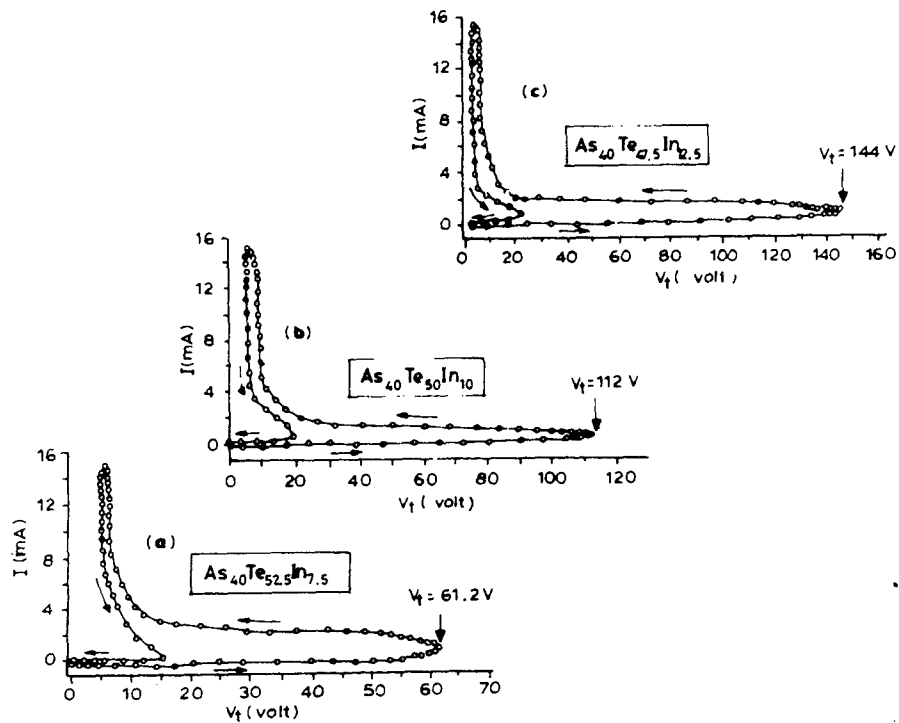 16
12
8
4
0
I(mA)
(c)
As40Te47.5In12.5
Vt=144 V
0 20 40 60 80 100 120 140 160
Vt( volt)
16
12
8
4
0
I(mA)
(b)
As40Te50In10
Vt=112 V
0 20 40 60 80 100 120
Vt( volt)
16
12
8
4
0
I(mA)
(a)
As40Te52.5In7.5
Vt=61.2 V
0 10 20 30 40 50 60 70
Vt(volt)